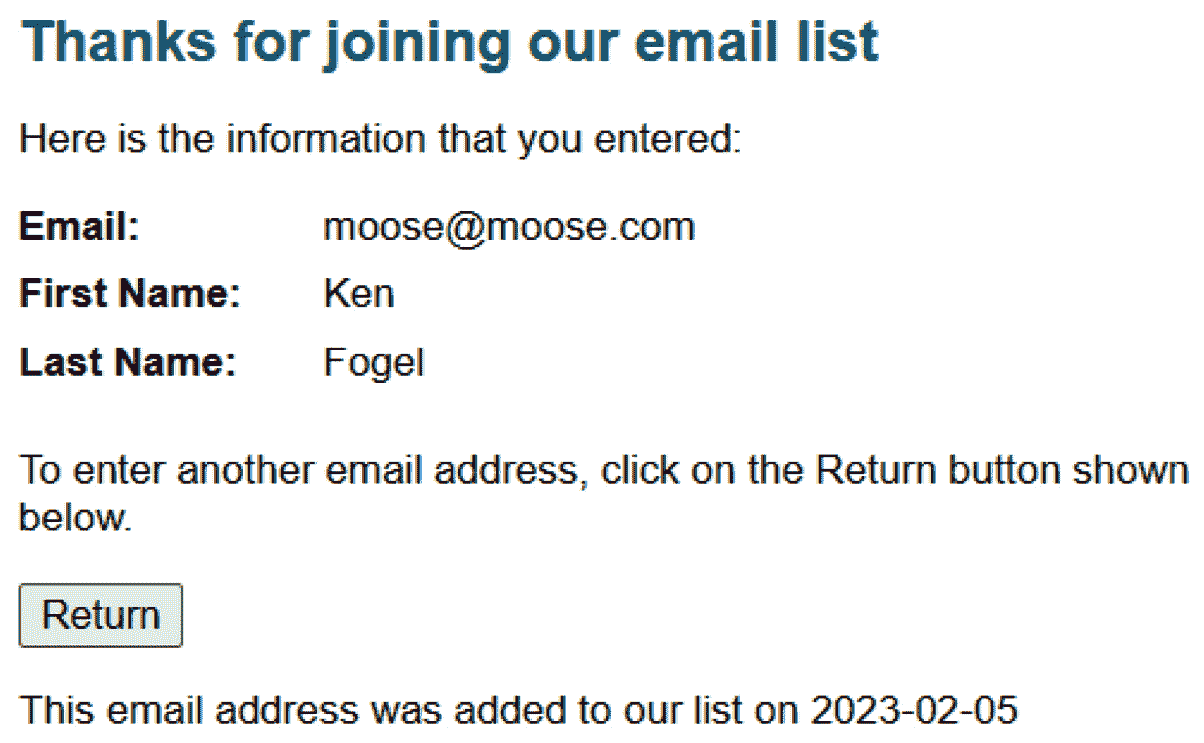 Thanks for joining our email list
Here is the information that you entered:
Email: moose@moose.com
First Name: Ken
Last Name: Fogel
To enter another email address, click on the Return button shown
below.
Return
This email address was added to our list on 2023-02-05